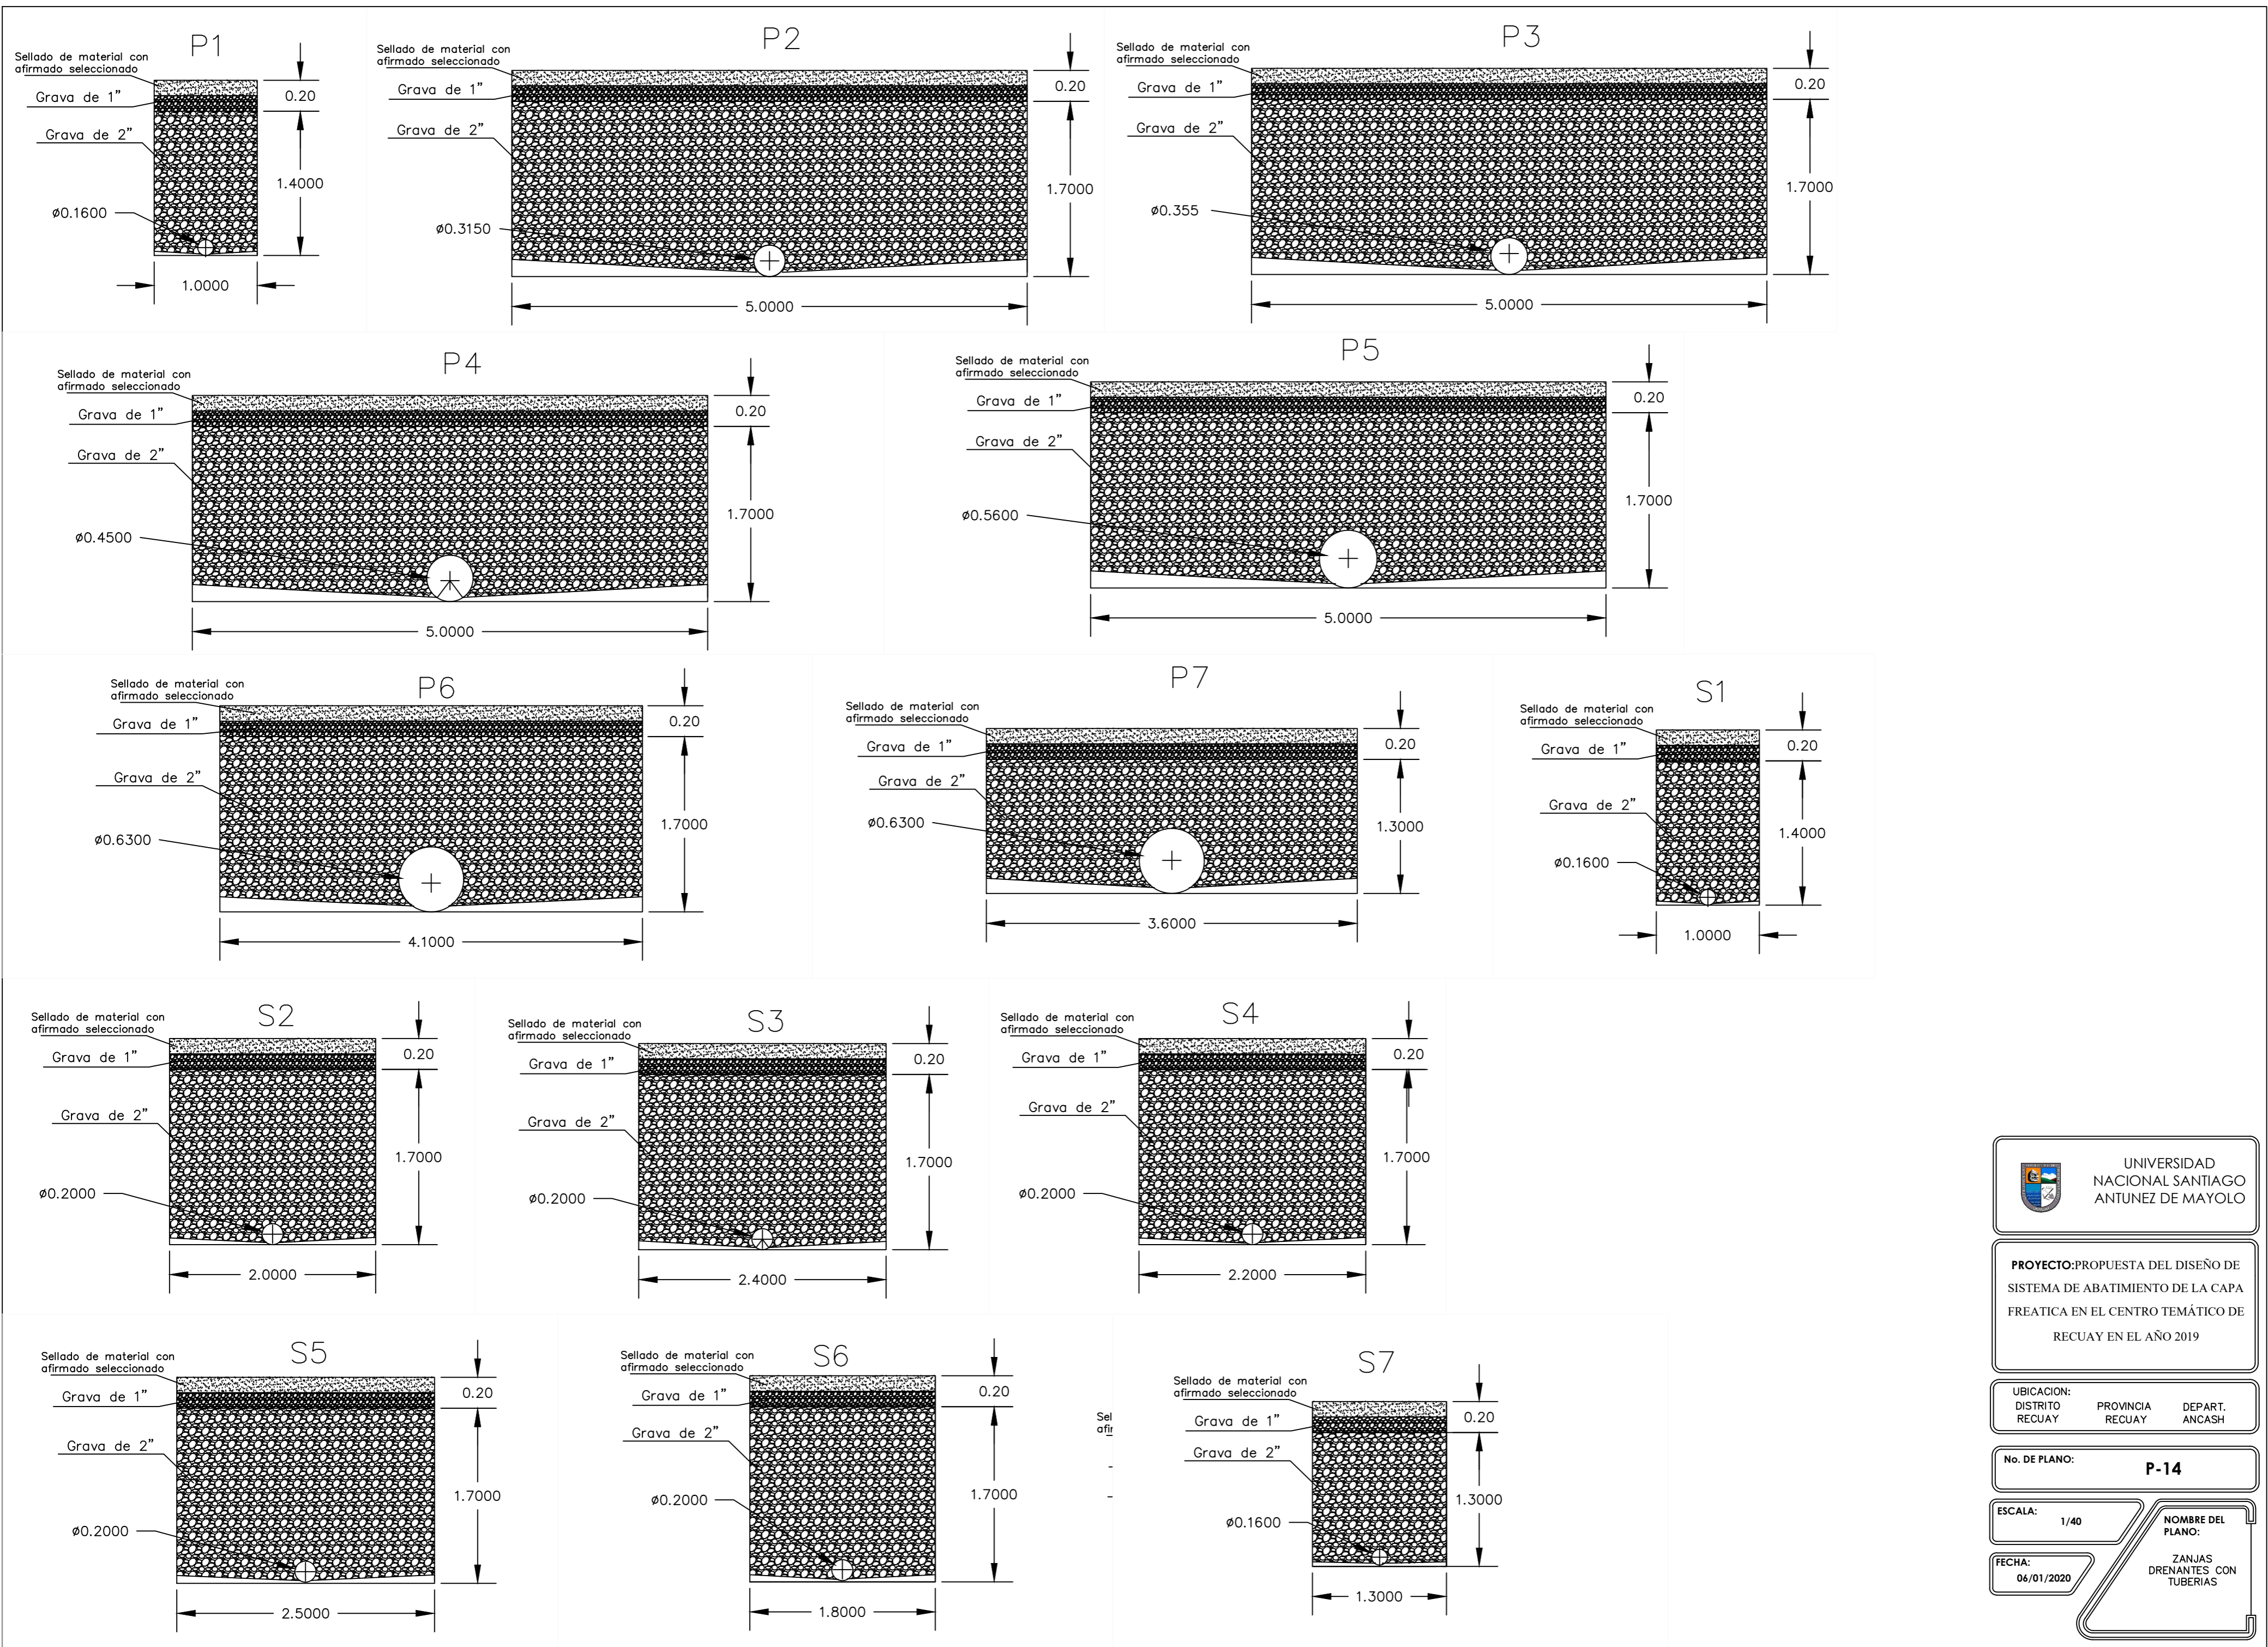 P1
Sellado de material con
afirmado seleccionado
Grava de 1"
Grava de 2"
ø0.1600
0.20
1.4000
1.0000
P2
Sellado de material con
afirmado seleccionado
Grava de 1"
Grava de 2"
ø0.3150
0.20
1.7000
5.0000
P3
Sellado de material con
afirmado seleccionado
Grava de 1"
Grava de 2"
ø0.355
0.20
1.7000
5.0000
P4
Sellado de material con
afirmado seleccionado
Grava de 1"
Grava de 2"
ø0.4500
0.20
1.7000
5.0000
P5
Sellado de material con
afirmado seleccionado
Grava de 1"
Grava de 2"
ø0.5600
0.20
1.7000
5.0000
P6
Sellado de material con
afirmado seleccionado
Grava de 1"
Grava de 2"
ø0.6300
0.20
1.7000
4.1000
P7
Sellado de material con
afirmado seleccionado
Grava de 1"
Grava de 2"
ø0.6300
0.20
1.3000
3.6000
S1
Sellado de material con
afirmado seleccionado
Grava de 1"
Grava de 2"
ø0.1600
0.20
1.4000
1.0000
S2
Sellado de material con
afirmado seleccionado
Grava de 1"
Grava de 2"
ø0.2000
0.20
1.7000
2.0000
S3
Sellado de material con
afirmado seleccionado
Grava de 1"
Grava de 2"
ø0.2000
0.20
1.7000
2.4000
S4
Sellado de material con
afirmado seleccionado
Grava de 1"
Grava de 2"
ø0.2000
0.20
1.7000
2.2000
S5
Sellado de material con
afirmado seleccionado
Grava de 1"
Grava de 2"
ø0.2000
0.20
1.7000
2.5000
S6
Sellado de material con
afirmado seleccionado
Grava de 1"
Grava de 2"
ø0.2000
0.20
1.7000
1.8000
Sel
afir
S7
Sellado de material con
afirmado seleccionado
Grava de 1"
Grava de 2"
ø0.1600
0.20
1.3000
1.3000
UNIVERSIDAD
NACIONAL SANTIAGO
ANTUNEZ DE MAYOLO
PROYECTO:PROPUESTA DEL DISEÑO DE
SISTEMA DE ABATIMIENTO DE LA CAPA
FREATICA EN EL CENTRO TEMÁTICO DE
RECUAY EN EL AÑO 2019
UBICACION:
DISTRITO PROVINCIA DEPART.
RECUAY RECUAY ANCASH
No. DE PLANO: P-14
ESCALA:
1/40
FECHA:
06/01/2020
NOMBRE DEL
PLANO:
ZANJAS
DRENANTES CON
TUBERIAS